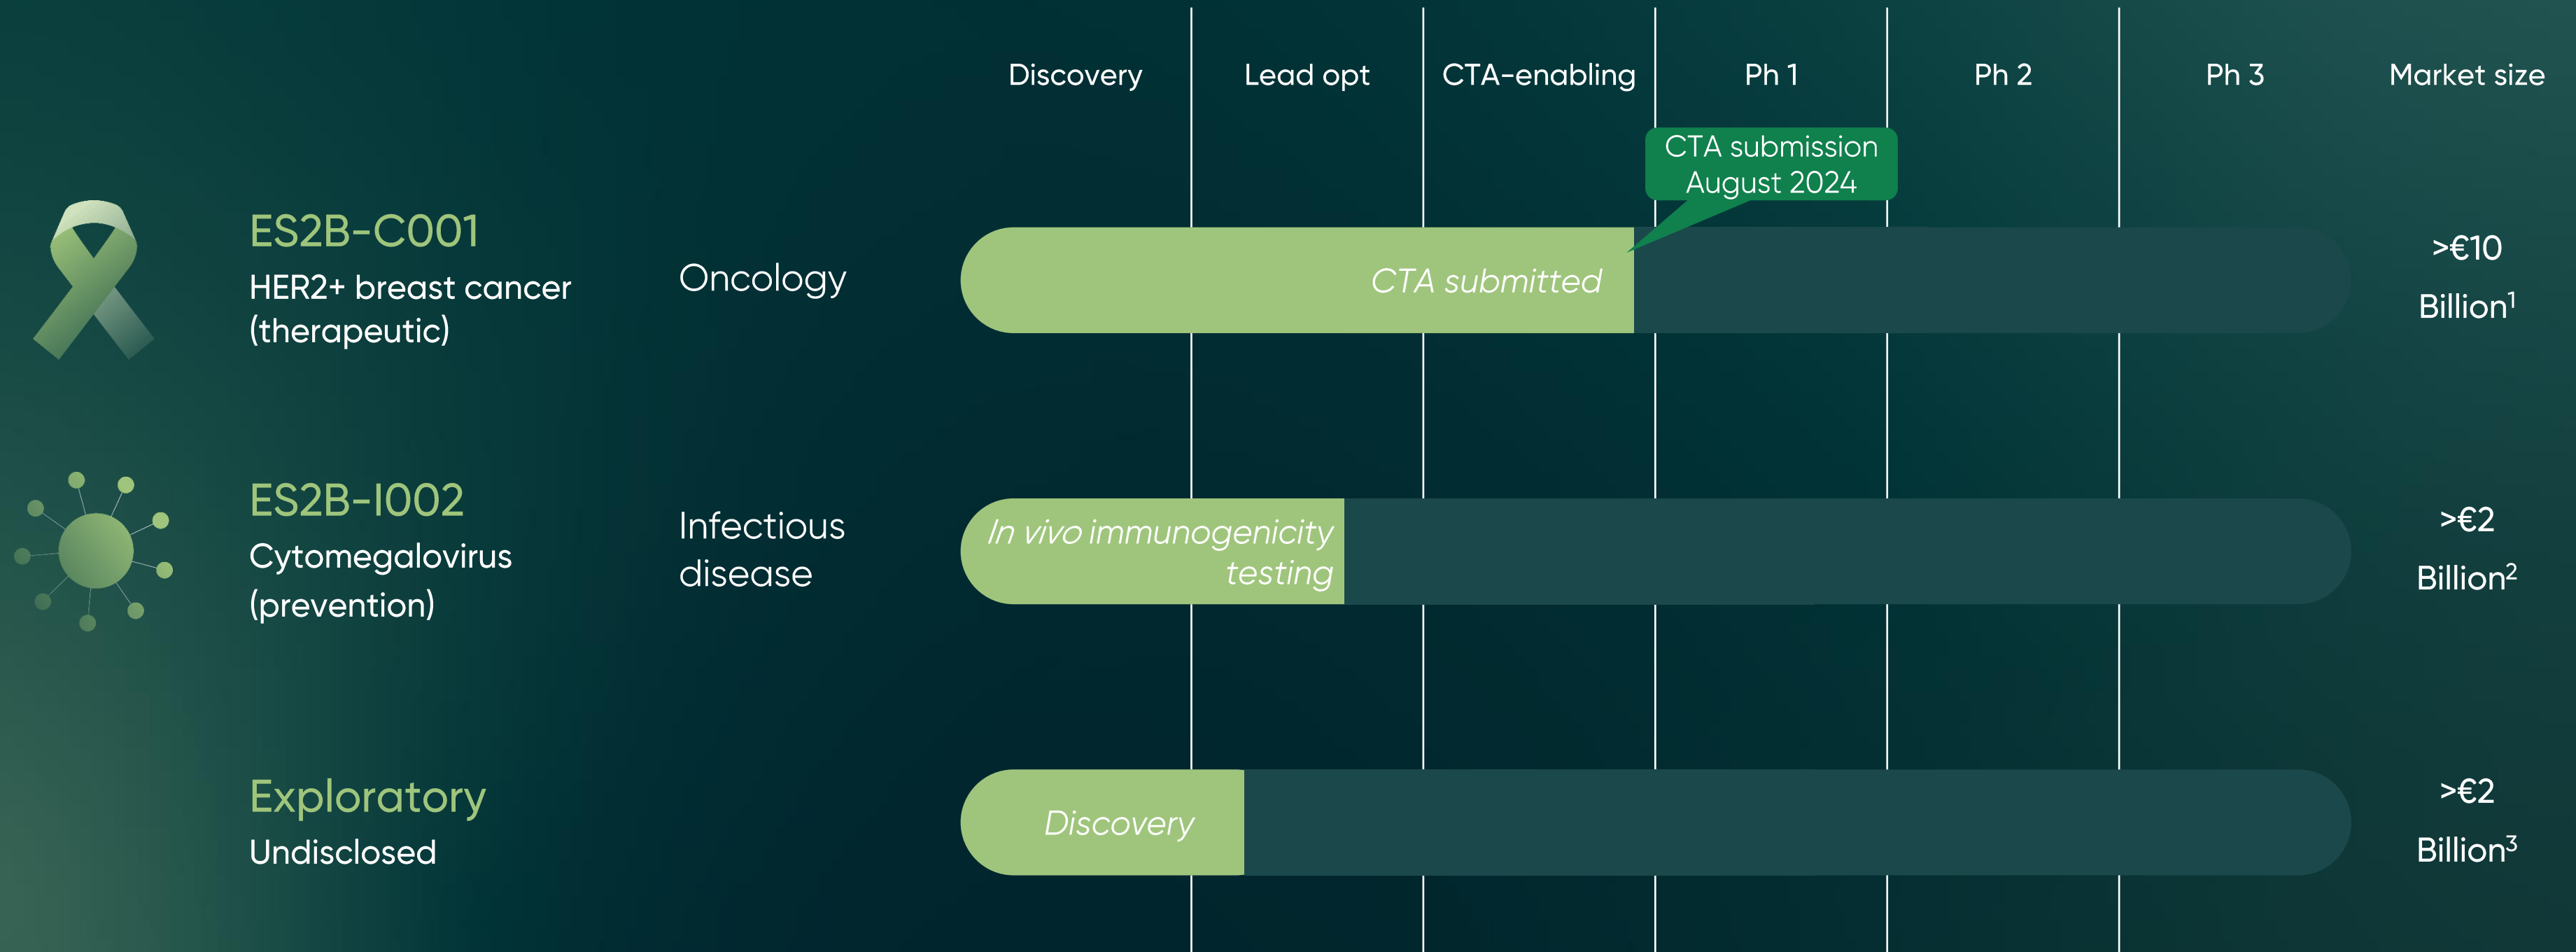 Discovery
Lead opt
CTA-enabling
Ph 1
Ph 2
Ph 3
Market size
CTA submission
August 2024
ES2B-C001
HER2+ breast cancer
(therapeutic)
Oncology
CTA submitted
>€10
Billion¹
ES2B-I002
Cytomegalovirus
(prevention)
Infectious
disease
In vivo immunogenicity
testing
>€2
Billion²
Exploratory
Undisclosed
Discovery
>€2
Billion³